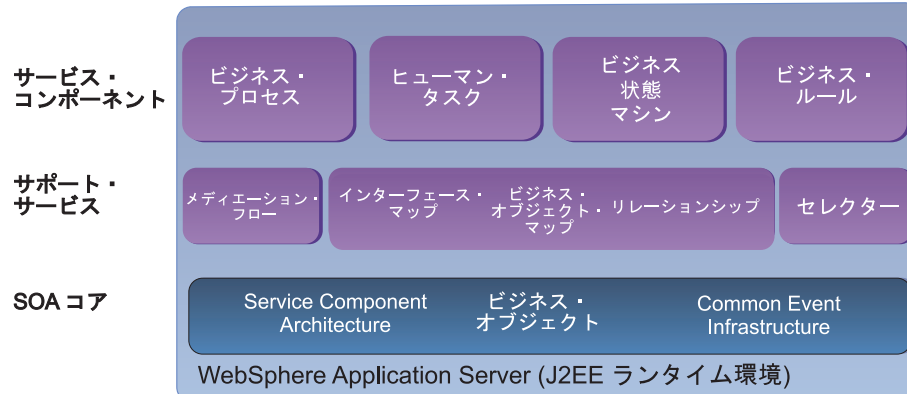 サービス・
コンポーネント
ビジネス・
プロセス
ヒューマン・
タスク
ビジネス
状態
マシン
ビジネス・
ルール
サポート・
サービス
メディエーション・
フロー
インターフェース・
マップ
ビジネス・
オブジェクト・
マップ
リレーションシップ
セレクター
SOA コア
Service Component
Architecture
ビジネス・
オブジェクト
Common Event
Infrastructure
WebSphere Application Server (J2EE ランタイム環境)